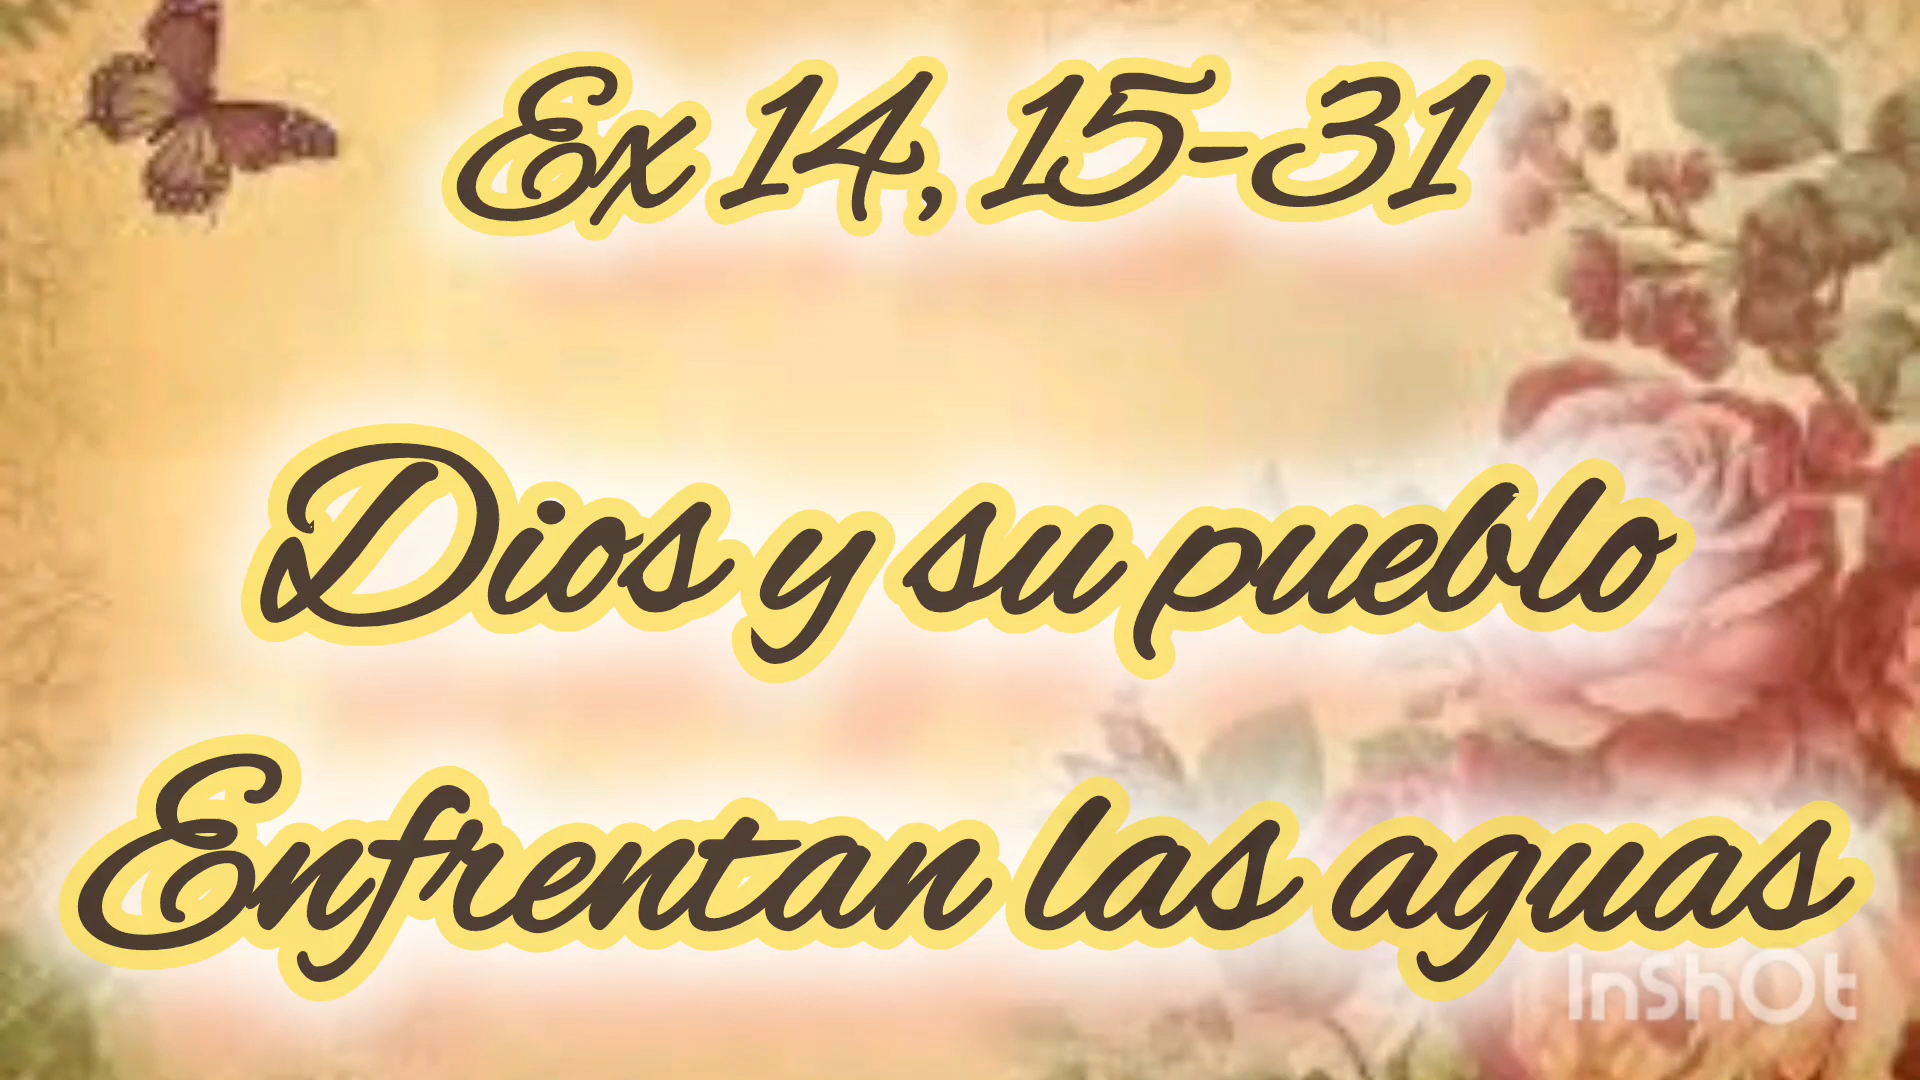 Ex 14, 15-31
Dios y su pueblo
Enfrentan las aguas
InShOt